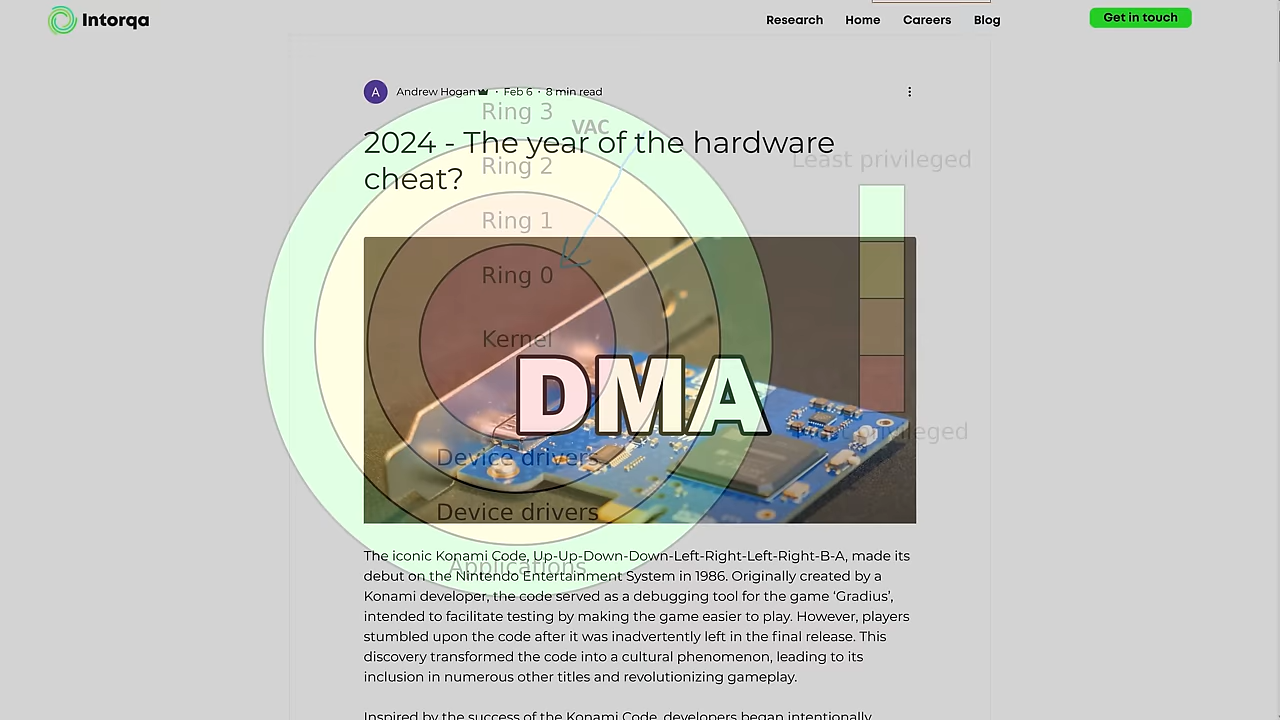 Intorqa
Research Home Careers Blog
Get in touch
A Andrew Hogan · Feb 6 · 8 min read
Ring 3
VAC
2024 - The year of the hardware
cheat?
Least privileged
Ring 2
Ring 1
Ring 0
Kernel
DMA
Most privileged
Device drivers
Device drivers
Applications
The iconic Konami Code, Up-Up-Down-Down-Left-Right-Left-Right-B-A, made its
debut on the Nintendo Entertainment System in 1986. Originally created by a
Konami developer, the code served as a debugging tool for the game ‘Gradius’,
intended to facilitate testing by making the game easier to play. However, players
stumbled upon the code after it was inadvertently left in the final release. This
discovery transformed the code into a cultural phenomenon, leading to its
inclusion in numerous other titles and revolutionizing gameplay.
Inspired by the success of the Konami Code, developers began intentionally